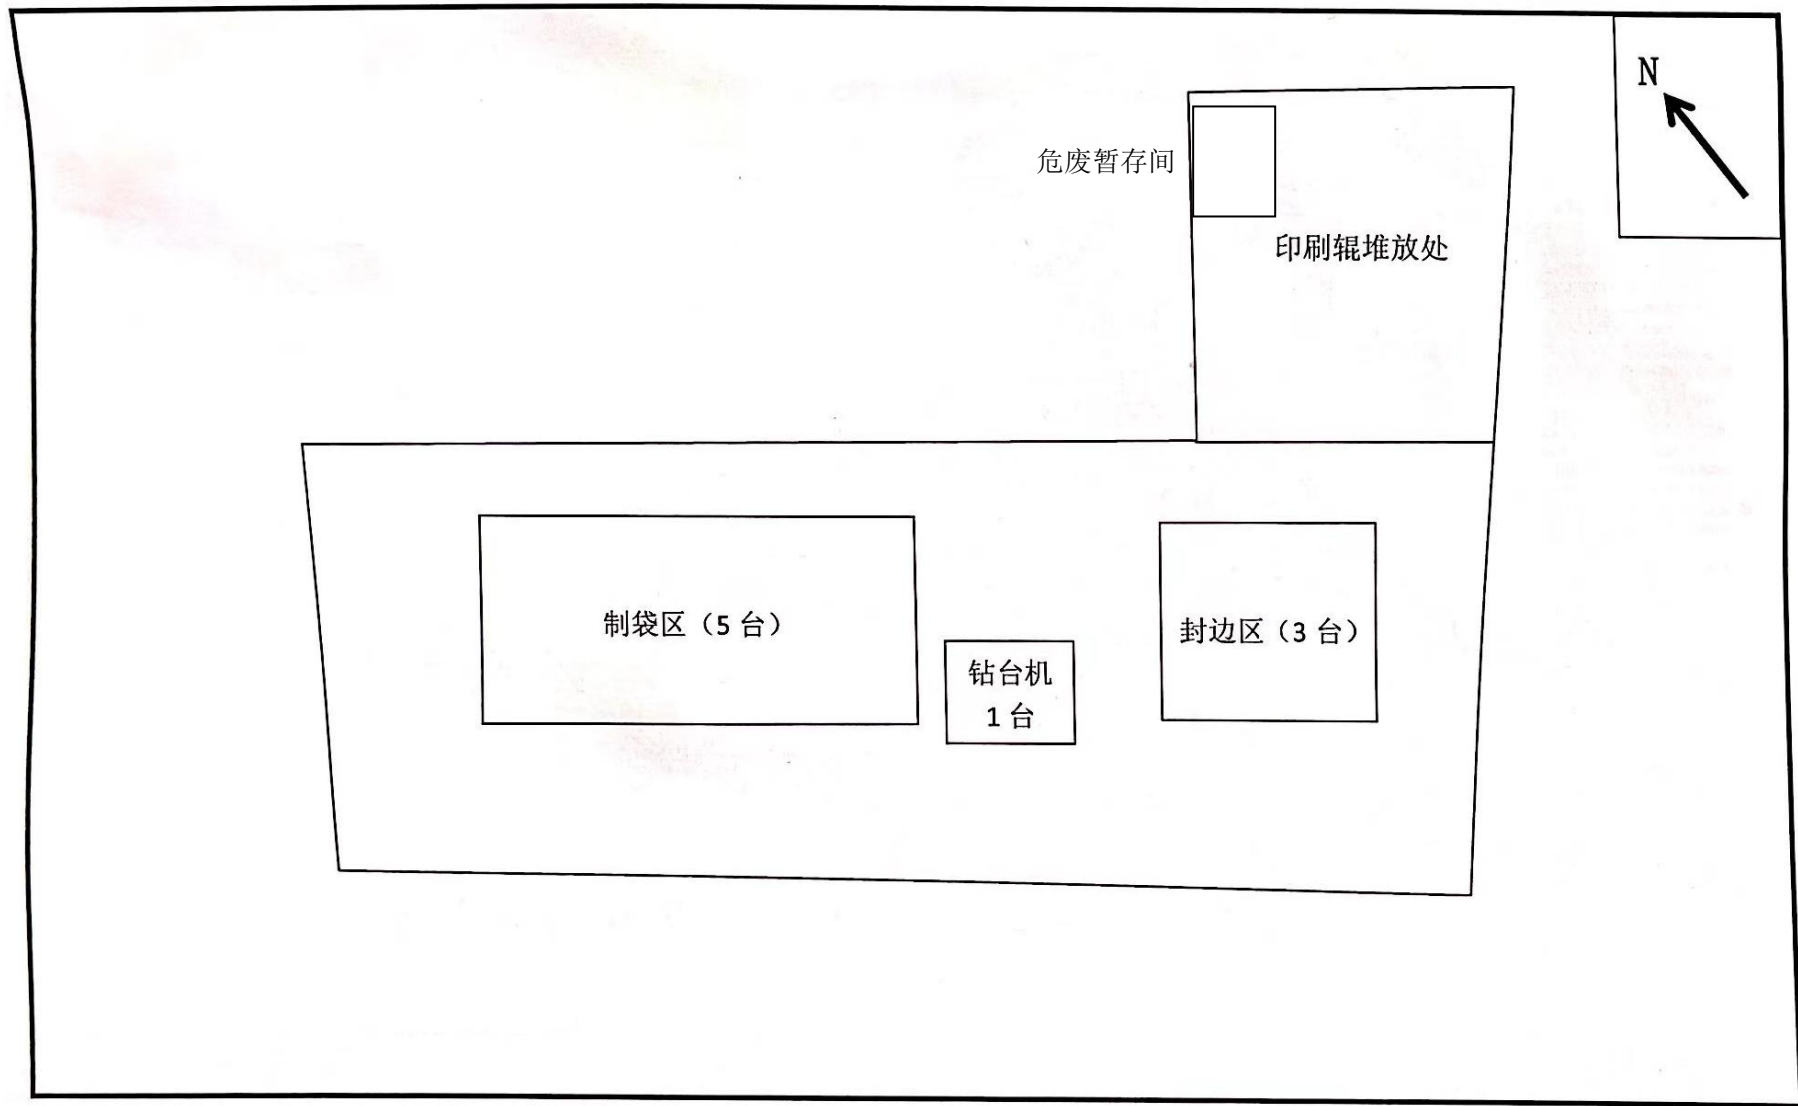 N
危废暂存间
印刷辊堆放处
制袋区（5 台）
钻台机
1 台
封边区（3 台）